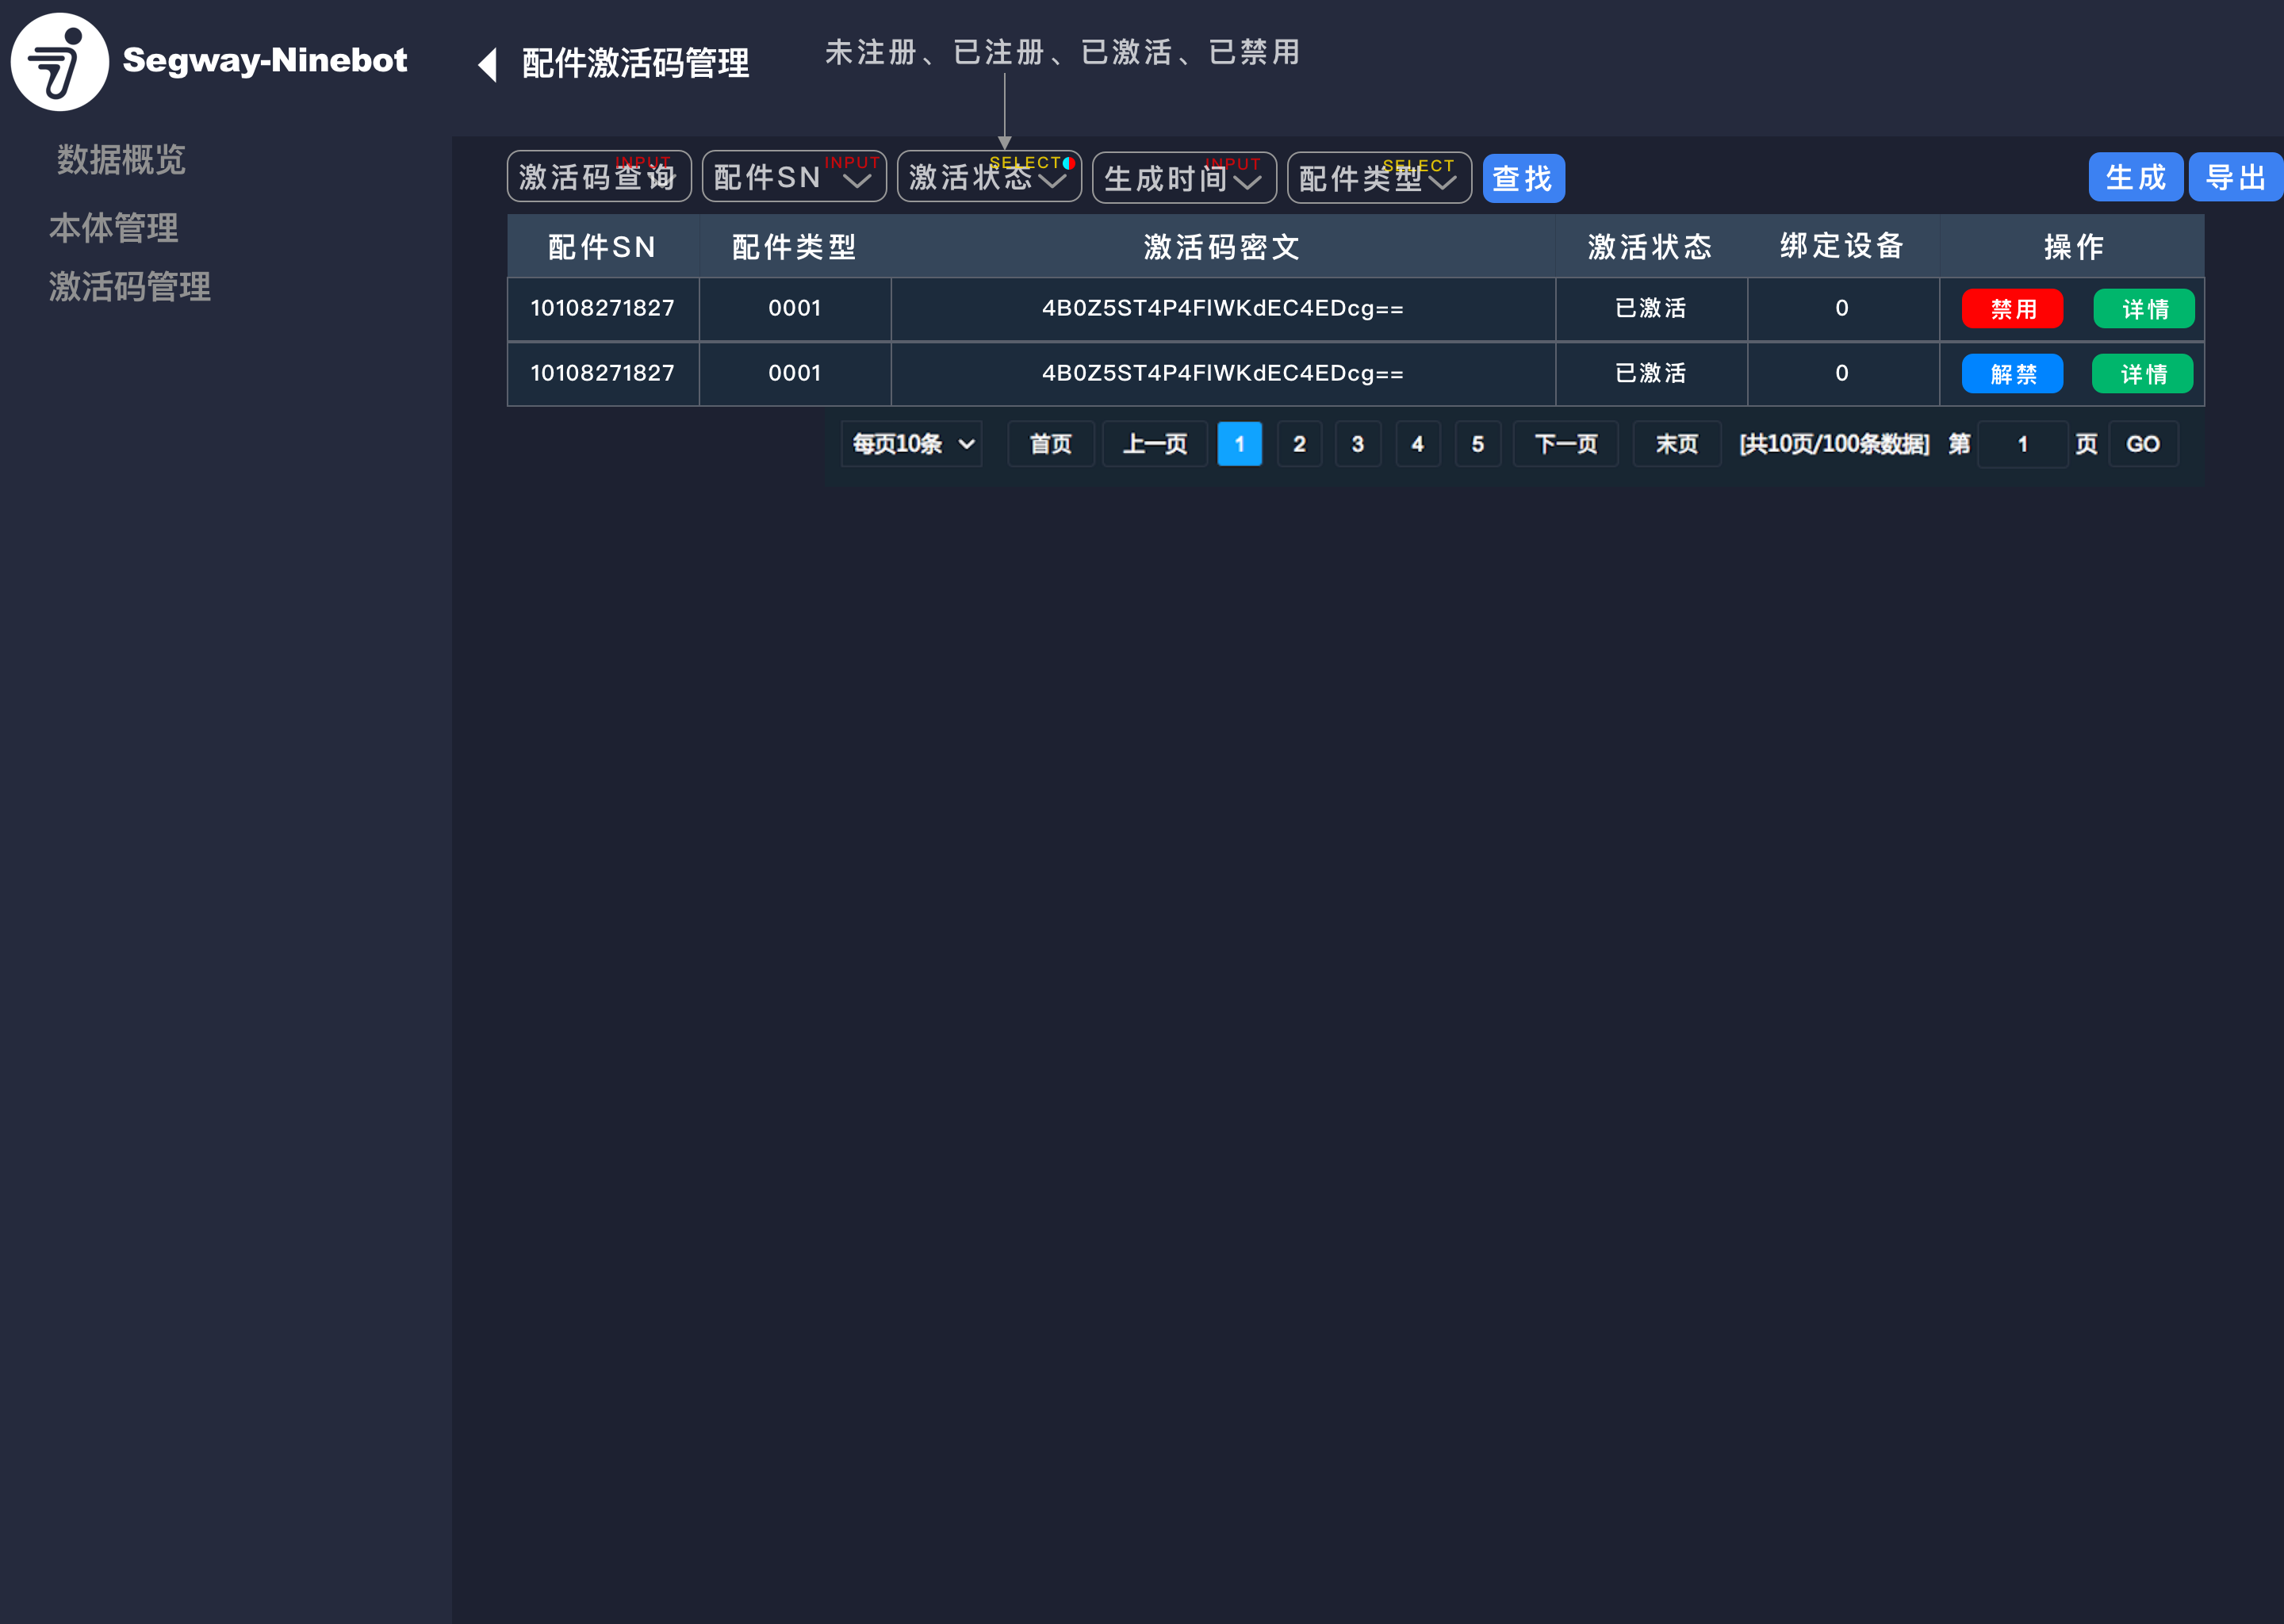 Segway-Ninebot
配件激活码管理
未注册、已注册、已激活、已禁用
数据概览
本体管理
激活码管理
激活码查询 INPUT
配件SN INPUT
激活状态 SELECT
生成时间 INPUT
配件类型 SELECT
查找
生成
导出
配件SN 配件类型 激活码密文 激活状态 绑定设备 操作
10108271827 0001 4B0Z5ST4P4FIWKdEC4EDcg== 已激活 0 禁用 详情
10108271827 0001 4B0Z5ST4P4FIWKdEC4EDcg== 已激活 0 解禁 详情
每页10条 首页 上一页 1 2 3 4 5 下一页 末页 [共10页/100条数据] 第 1 页 GO